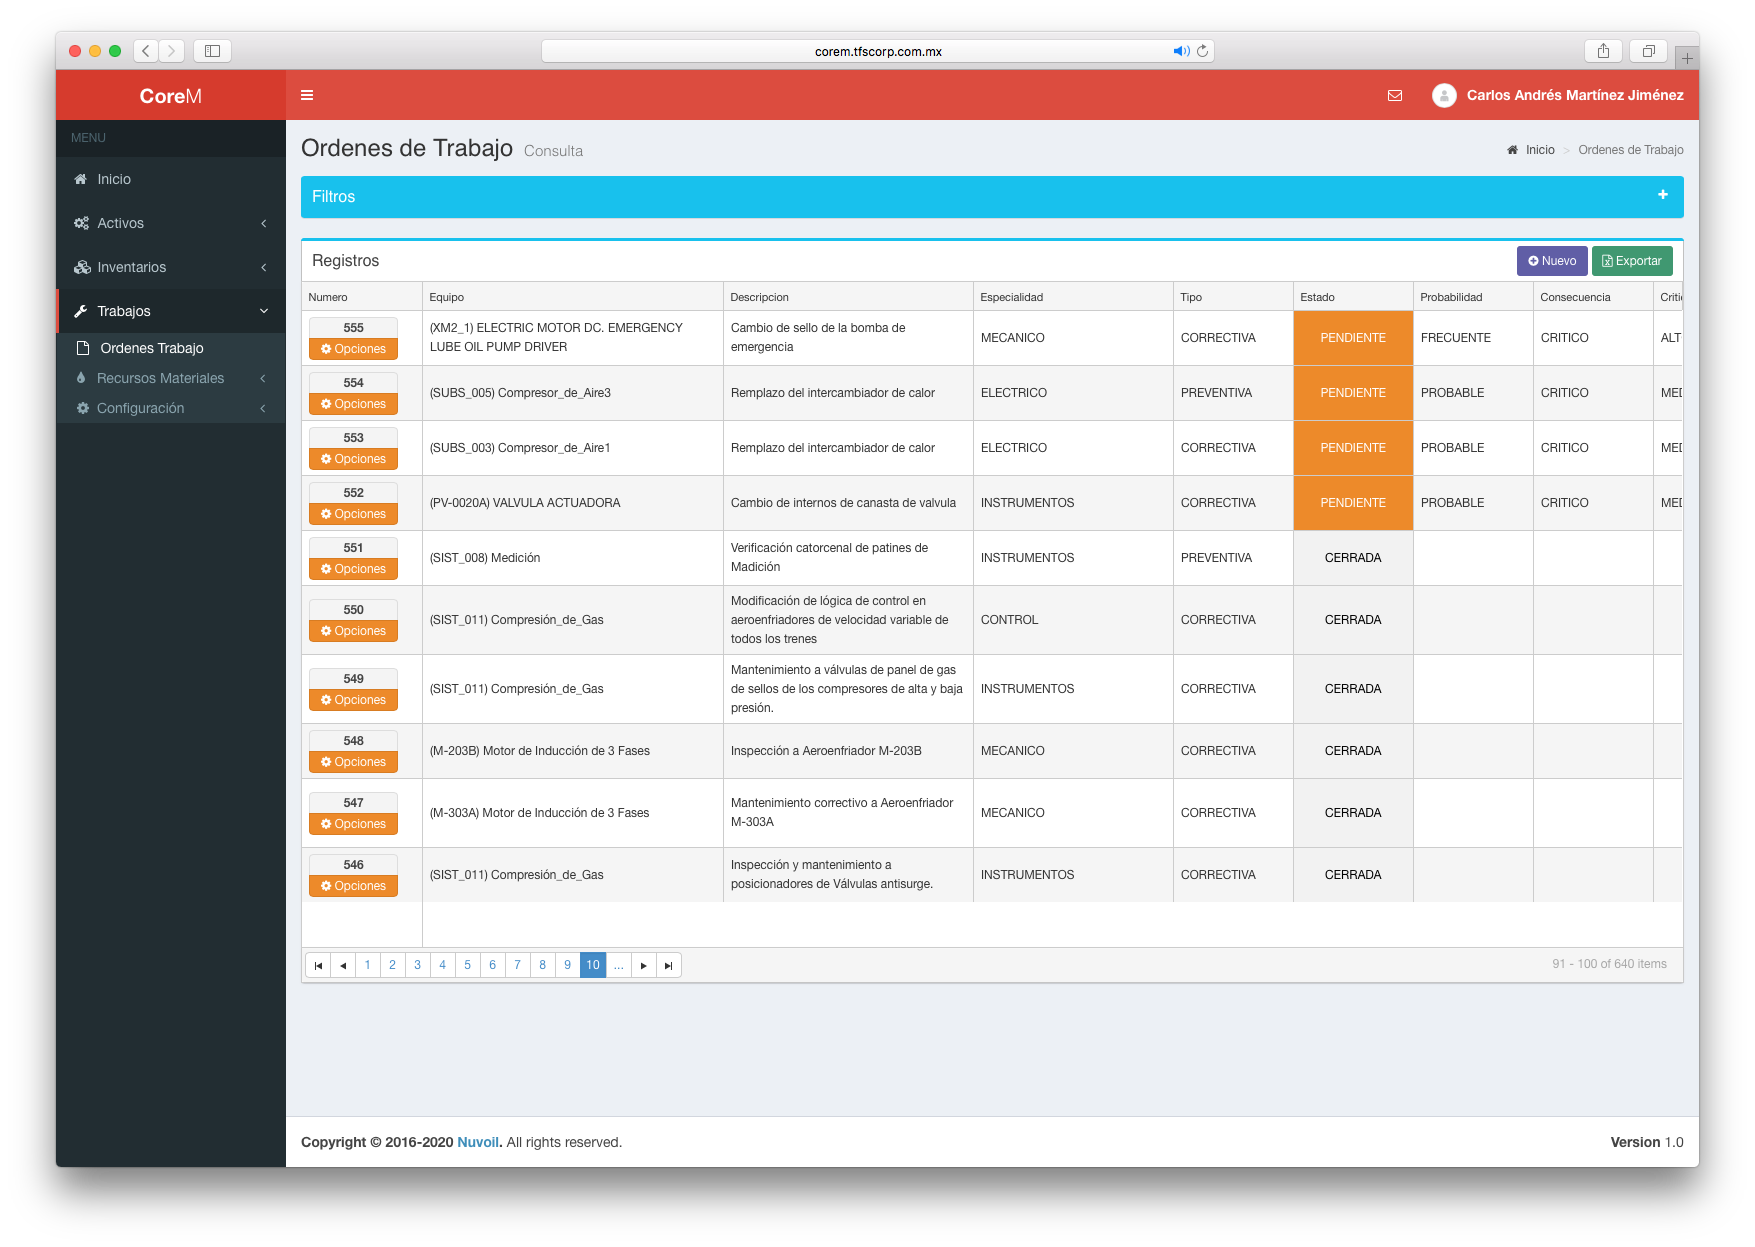 corem.tfscorp.com.mx
CoreM
Carlos Andrés Martínez Jiménez
MENU
Inicio
Activos
Inventarios
Trabajos
Ordenes Trabajo
Recursos Materiales
Configuración
Ordenes de Trabajo Consulta
Inicio > Ordenes de Trabajo
Filtros +
Registros
Nuevo
Exportar
Numero Equipo Descripcion Especialidad Tipo Estado Probabilidad Consecuencia Criti
555
Opciones
(XM2_1) ELECTRIC MOTOR DC. EMERGENCY
LUBE OIL PUMP DRIVER
Cambio de sello de la bomba de
emergencia
MECANICO CORRECTIVA PENDIENTE FRECUENTE CRITICO ALT
554
Opciones
(SUBS_005) Compresor_de_Aire3 Remplazo del intercambiador de calor ELECTRICO PREVENTIVA PENDIENTE PROBABLE CRITICO MED
553
Opciones
(SUBS_003) Compresor_de_Aire1 Remplazo del intercambiador de calor ELECTRICO CORRECTIVA PENDIENTE PROBABLE CRITICO MED
552
Opciones
(PV-0020A) VALVULA ACTUADORA Cambio de internos de canasta de valvula INSTRUMENTOS CORRECTIVA PENDIENTE PROBABLE CRITICO MED
551
Opciones
(SIST_008) Medición
Verificación catorcenal de patines de
Madición
INSTRUMENTOS PREVENTIVA CERRADA
550
Opciones
(SIST_011) Compresión_de_Gas
Modificación de lógica de control en
aeroenfriadores de velocidad variable de
todos los trenes
CONTROL CORRECTIVA CERRADA
549
Opciones
(SIST_011) Compresión_de_Gas
Mantenimiento a válvulas de panel de gas
de sellos de los compresores de alta y baja
presión.
INSTRUMENTOS CORRECTIVA CERRADA
548
Opciones
(M-203B) Motor de Inducción de 3 Fases Inspección a Aeroenfriador M-203B MECANICO CORRECTIVA CERRADA
547
Opciones
(M-303A) Motor de Inducción de 3 Fases
Mantenimiento correctivo a Aeroenfriador
M-303A
MECANICO CORRECTIVA CERRADA
546
Opciones
(SIST_011) Compresión_de_Gas
Inspección y mantenimiento a
posicionadores de Válvulas antisurge.
INSTRUMENTOS CORRECTIVA CERRADA
1 2 3 4 5 6 7 8 9 10 ...
91 - 100 of 640 items
Copyright © 2016-2020 Nuvoil. All rights reserved.
Version 1.0